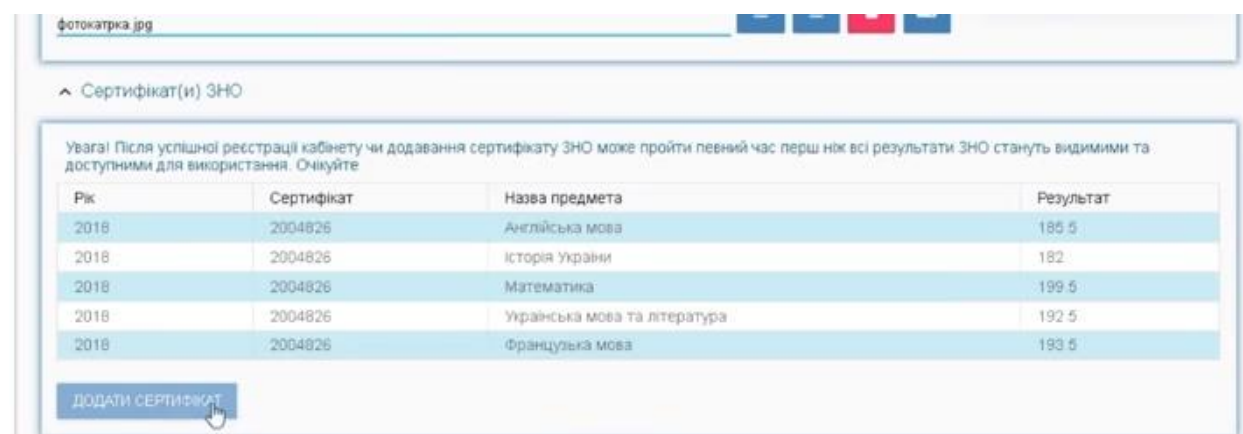 фотокатрка.jpg
Сертифікат(и) ЗНО
Увага! Після успішної реєстрації кабінету чи додавання сертифікату ЗНО може пройти певний час перш ніж всі результати ЗНО стануть видимими та
доступними для використання. Очікуйте
Рік Сертифікат Назва предмета Результат
2018 2004826 Англійська мова 185.5
2018 2004826 Історія України 182
2018 2004826 Математика 199.5
2018 2004826 Українська мова та література 192.5
2018 2004826 Французька мова 193.5
ДОДАТИ СЕРТИФІКАТ